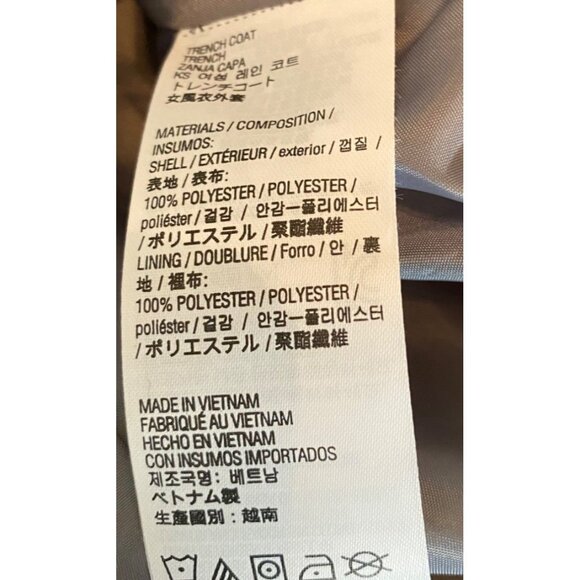 TRENCH COAT
TRENCH
ZANJA CAPA
KS 여성 레인 코트
トレンチコート
女風衣外套
MATERIALS / COMPOSITION /
INSUMOS:
SHELL / EXTÉRIEUR / exterior / 겉질 /
表地 / 表布:
100% POLYESTER / POLYESTER /
poliéster / 겉감 / 안감ー폴리에스터
/ ポリエステル / 聚酯纖維
LINING / DOUBLURE / Forro / 안 / 裏
地 / 裡布:
100% POLYESTER / POLYESTER /
poliéster / 겉감 / 안감ー폴리에스터
/ ポリエステル / 聚酯纖維
MADE IN VIETNAM
FABRIQUÉ AU VIETNAM
HECHO EN VIETNAM
CON INSUMOS IMPORTADOS
제조국명: 베트남
ベトナム製
生產國別：越南